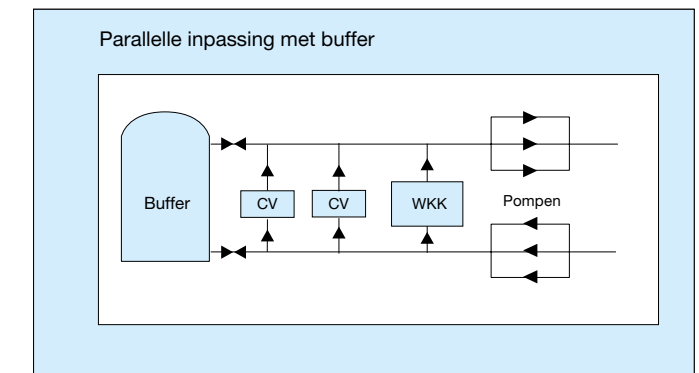 Parallelle inpassing met buffer
Buffer
CV
CV
WKK
Pompen